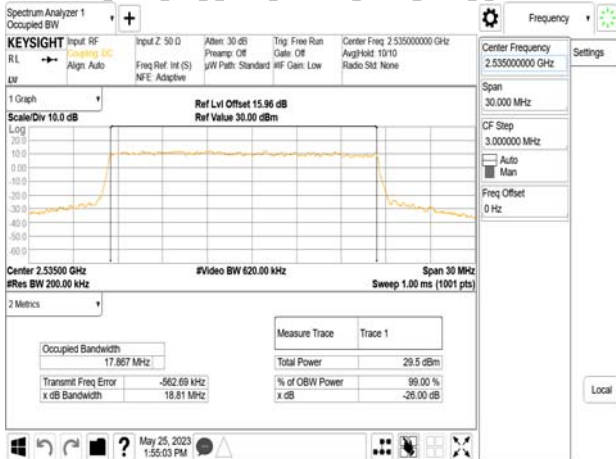 Spectrum Analyzer 1
Occupied BW
KEYSIGHT
RL
Input: RF
Coupling: DC
Align: Auto
Input Z: 50 Ω
Freq Ref: Int (S)
NFE: Adaptive
Atten: 30 dB
Preamp: Off
µW Path: Standard
Trig: Free Run
Gate: Off
#IF Gain: Low
Center Freq: 2.535000000 GHz
Avg|Hold: 10/10
Radio Std: None
1 Graph
Scale/Div 10.0 dB
Ref Lvl Offset 15.96 dB
Ref Value 30.00 dBm
Log
20.0
10.0
0.00
-10.0
-20.0
-30.0
-40.0
-50.0
-60.0
Center 2.53500 GHz
#Res BW 200.00 kHz
#Video BW 620.00 kHz
Span 30 MHz
Sweep 1.00 ms (1001 pts)
2 Metrics
Measure Trace Trace 1
Occupied Bandwidth
17.867 MHz
Total Power 29.5 dBm
Transmit Freq Error -562.69 kHz
% of OBW Power 99.00 %
x dB Bandwidth 18.81 MHz
x dB -26.00 dB
May 25, 2023
1:55:03 PM
Frequency
Center Frequency
2.535000000 GHz
Settings
Span
30.000 MHz
CF Step
3.000000 MHz
Auto
Man
Freq Offset
0 Hz
Local